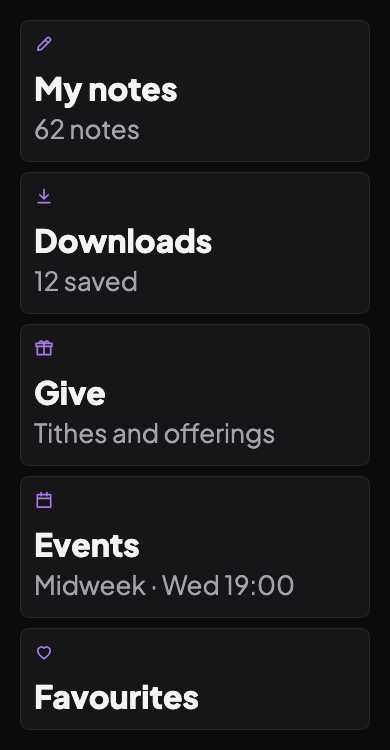 My notes
62 notes
Downloads
12 saved
Give
Tithes and offerings
Events
Midweek · Wed 19:00
Favourites